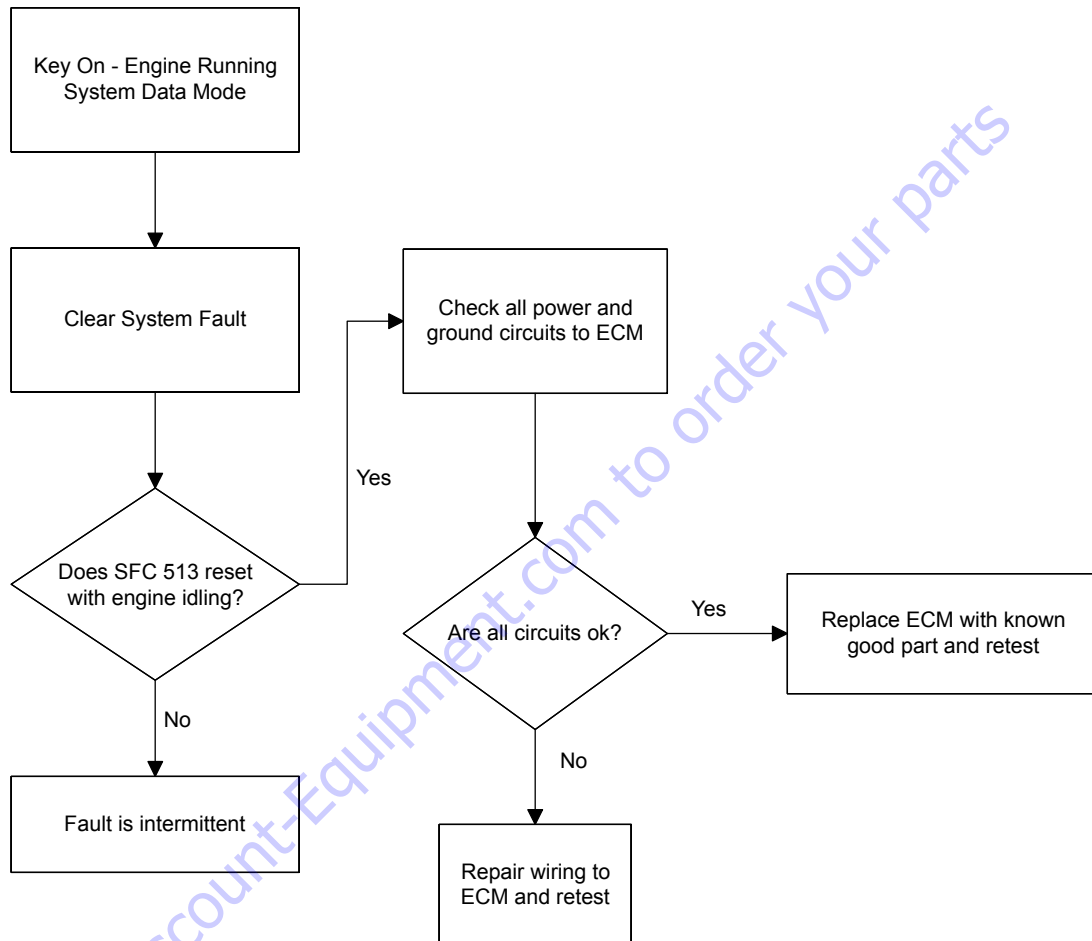 Key On - Engine Running
System Data Mode
Clear System Fault
Does SFC 513 reset
with engine idling?
Yes
No
Fault is intermittent
Check all power and
ground circuits to ECM
Are all circuits ok?
Yes
No
Replace ECM with known
good part and retest
Repair wiring to
ECM and retest
scount-Equipment.com to order your parts